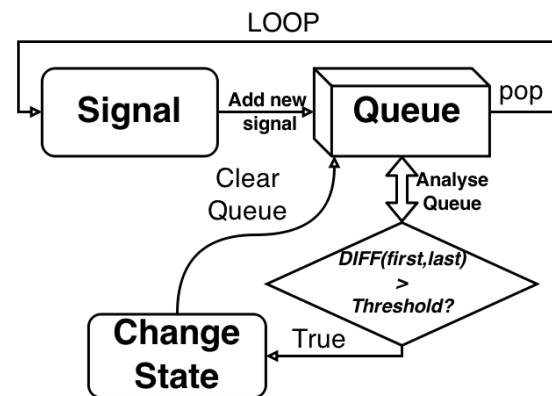 LOOP
Signal
Add new
signal
Queue
pop
Clear
Queue
Analyse
Queue
DIFF(first,last)
>
Threshold?
True
Change
State